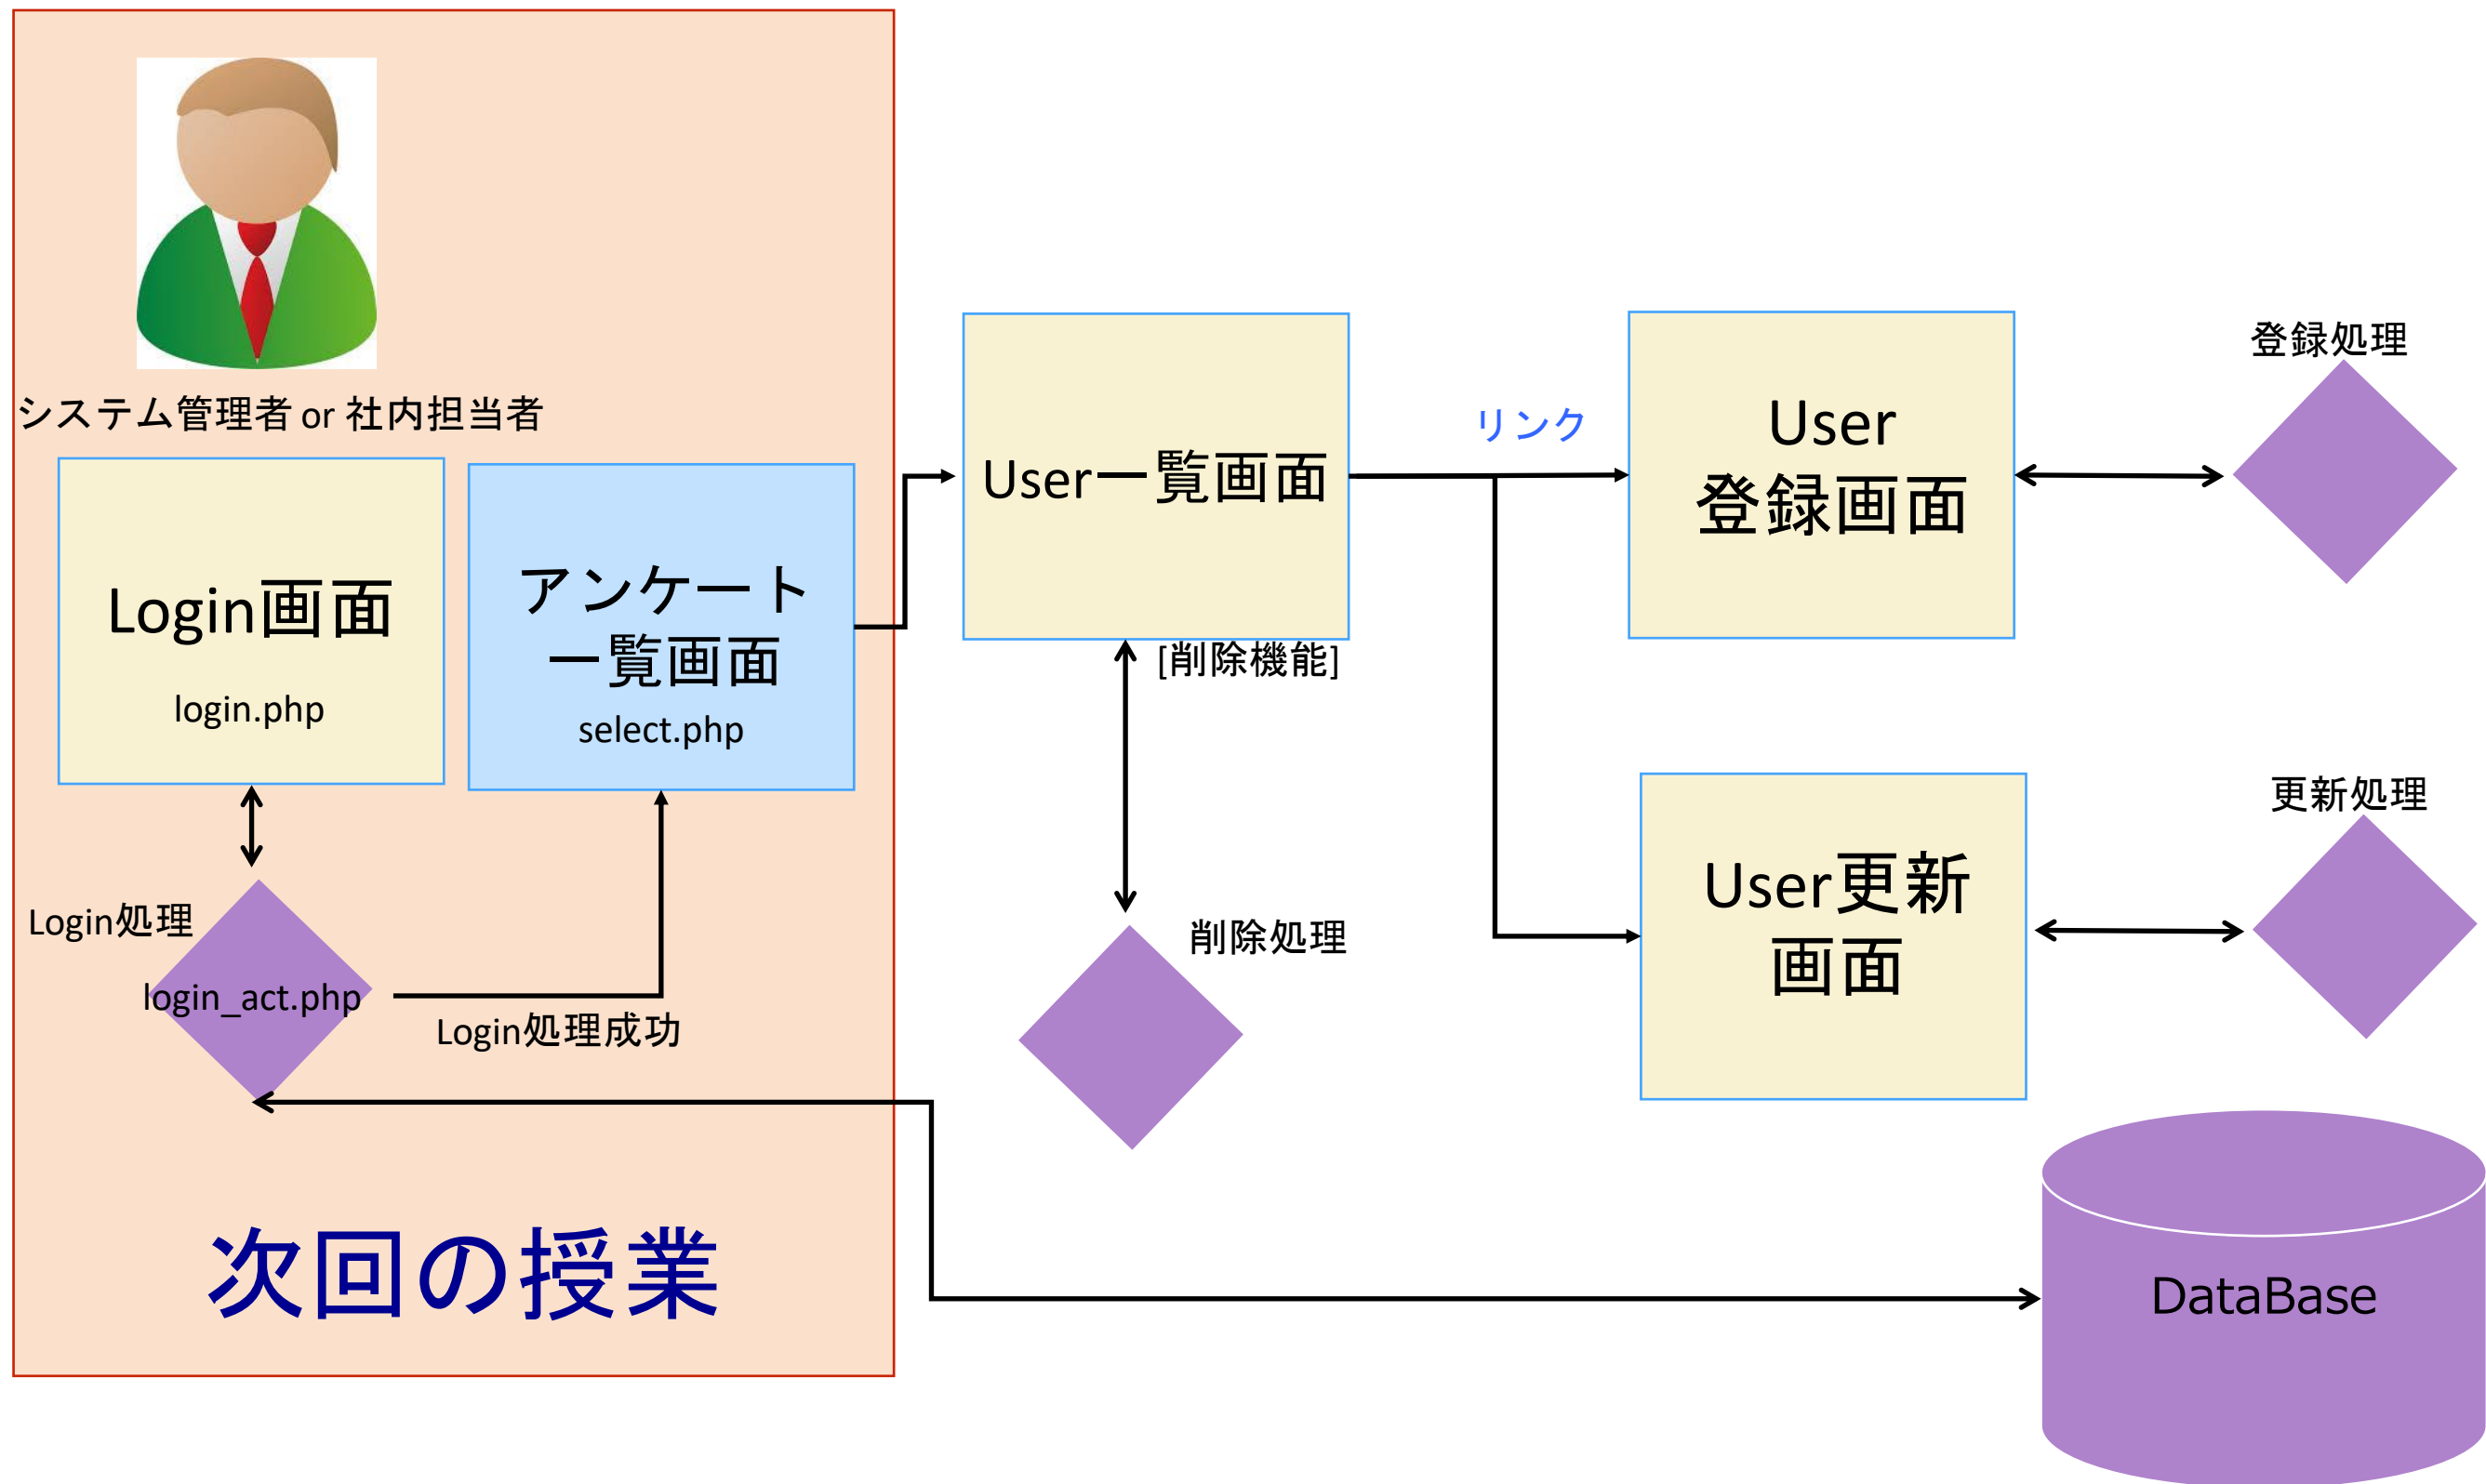 システム管理者 or 社内担当者
Login画面
login.php
アンケート
一覧画面
select.php
Login処理
login_act.php
Login処理成功
次回の授業
User一覧画面
[削除機能]
削除処理
リンク
User
登録画面
登録処理
User更新
画面
更新処理
DataBase